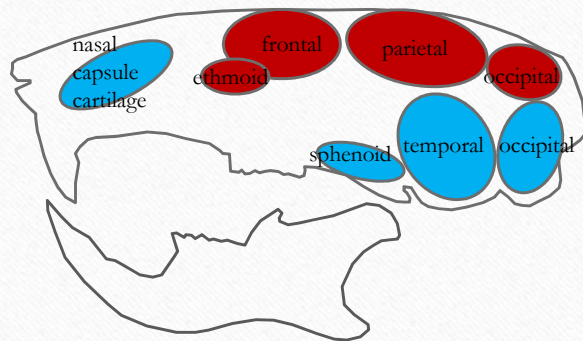 nasal
capsule
cartilage
frontal
parietal
ethmoid
occipital
sphenoid
temporal
occipital